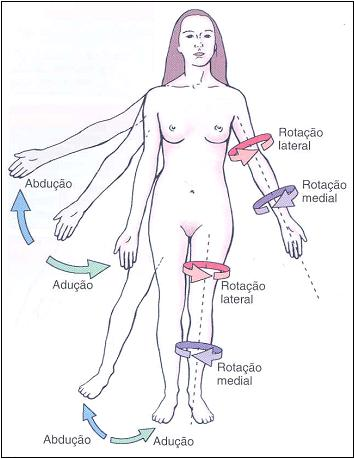 Rotação
lateral
Abdução
Rotação
medial
Adução
Rotação
lateral
Rotação
medial
Abdução
Adução